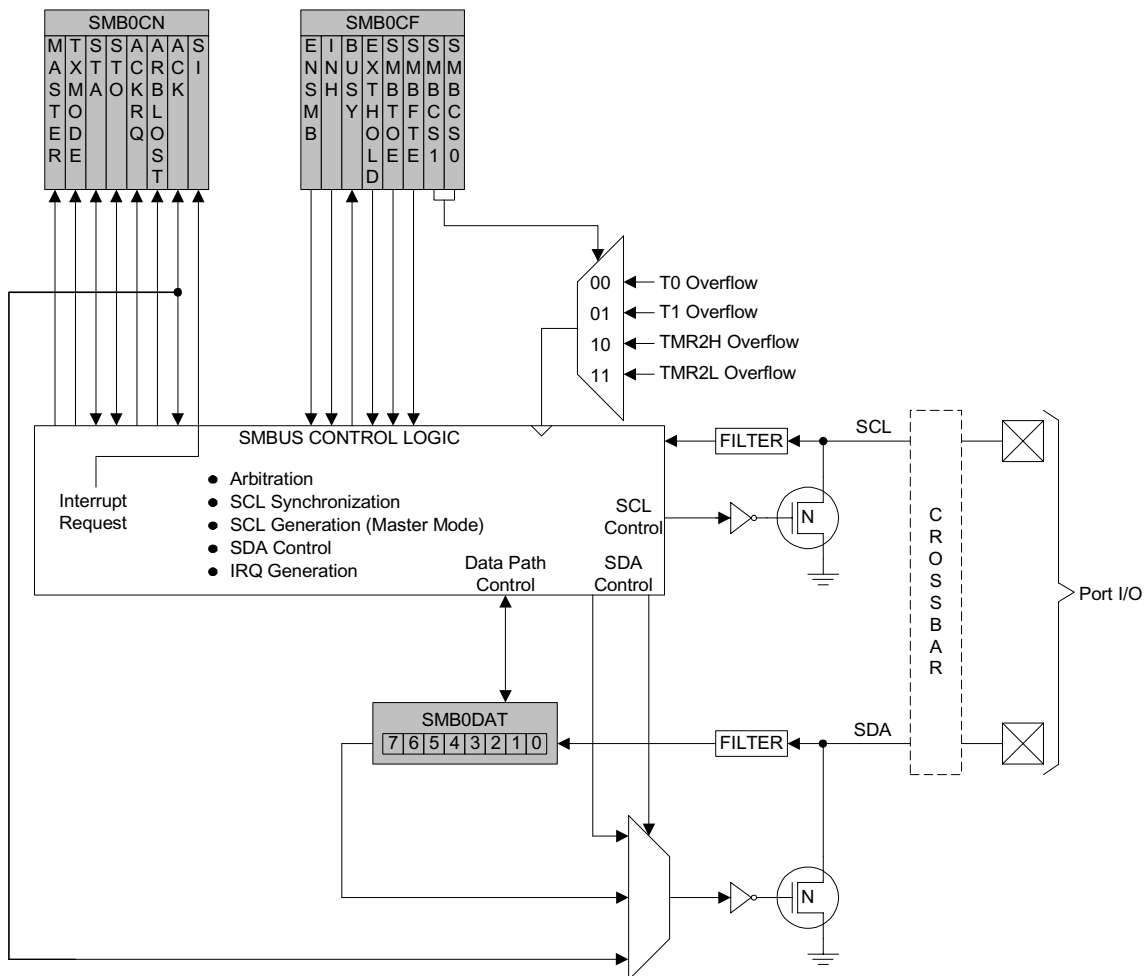 SMB0CN
MASTER
TXMODE
STA
STO
ACKRQ
ARBLOST
ACK
SI
SMB0CF
ENSMB
INH
BUSY
EXTHOLD
SMBTOE
SMBFTE
SMBCS1
SMBCS0
00 T0 Overflow
01 T1 Overflow
10 TMR2H Overflow
11 TMR2L Overflow
SMBUS CONTROL LOGIC
Interrupt
Request
● Arbitration
● SCL Synchronization
● SCL Generation (Master Mode)
● SDA Control
● IRQ Generation
Data Path
Control
SCL
Control
SDA
Control
FILTER
SCL
N
CROSSBAR
Port I/O
SMB0DAT
7 6 5 4 3 2 1 0
FILTER
SDA
N